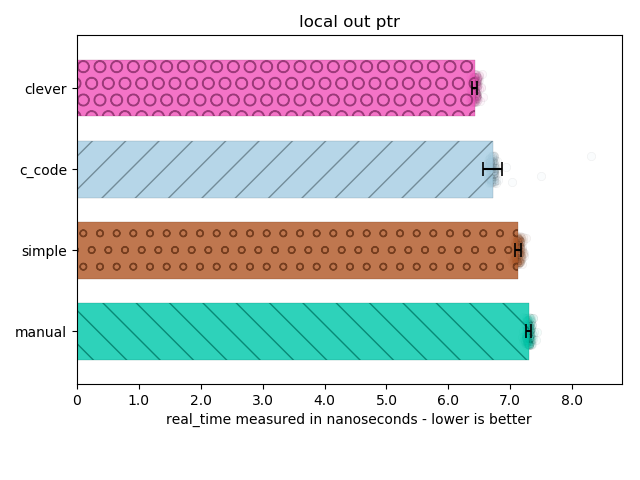 local out ptr
clever
c_code
simple
manual
0 1.0 2.0 3.0 4.0 5.0 6.0 7.0 8.0
real_time measured in nanoseconds - lower is better